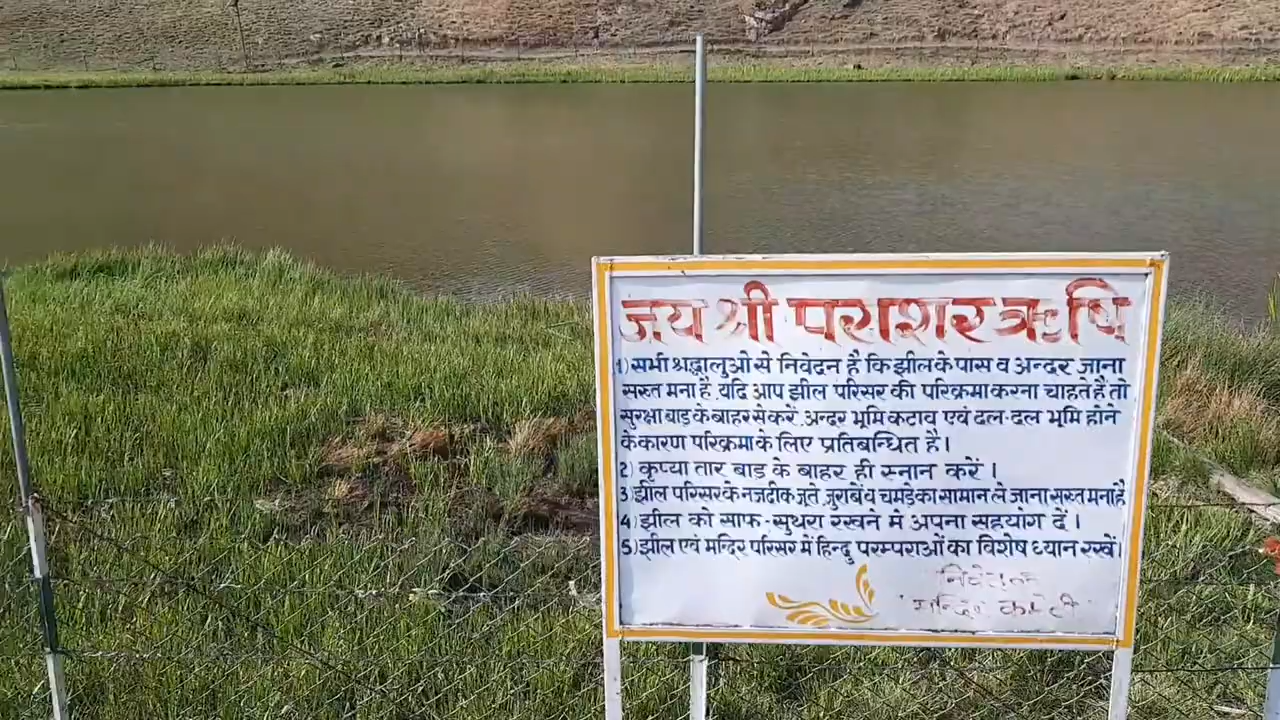 जय श्री पराशर ऋषि
1) सभी श्रद्धालुओ से निवेदन है कि झील के पास व अन्दर जाना
सख्त मना है. यदि आप झील परिसर की परिक्रमा करना चाहते हैं तो
सुरक्षा बाड़ के बाहर से करें. अन्दर भूमि कटाव एवं दल-दल भूमि होने
के कारण परिक्रमा के लिए प्रतिबन्धित है।
2) कृप्या तार बाड के बाहर ही स्नान करें ।
3) झील परिसर के नजदीक जूते, जुराबे व चमडे का सामान ले जाना सख्त मना है
4) झील को साफ-सुथरा रखने मे अपना सहयोग दें ।
5) झील एवं मन्दिर परिसर में हिन्दु परम्पराओं का विशेष ध्यान रखें।
मन्दिर कमेटी